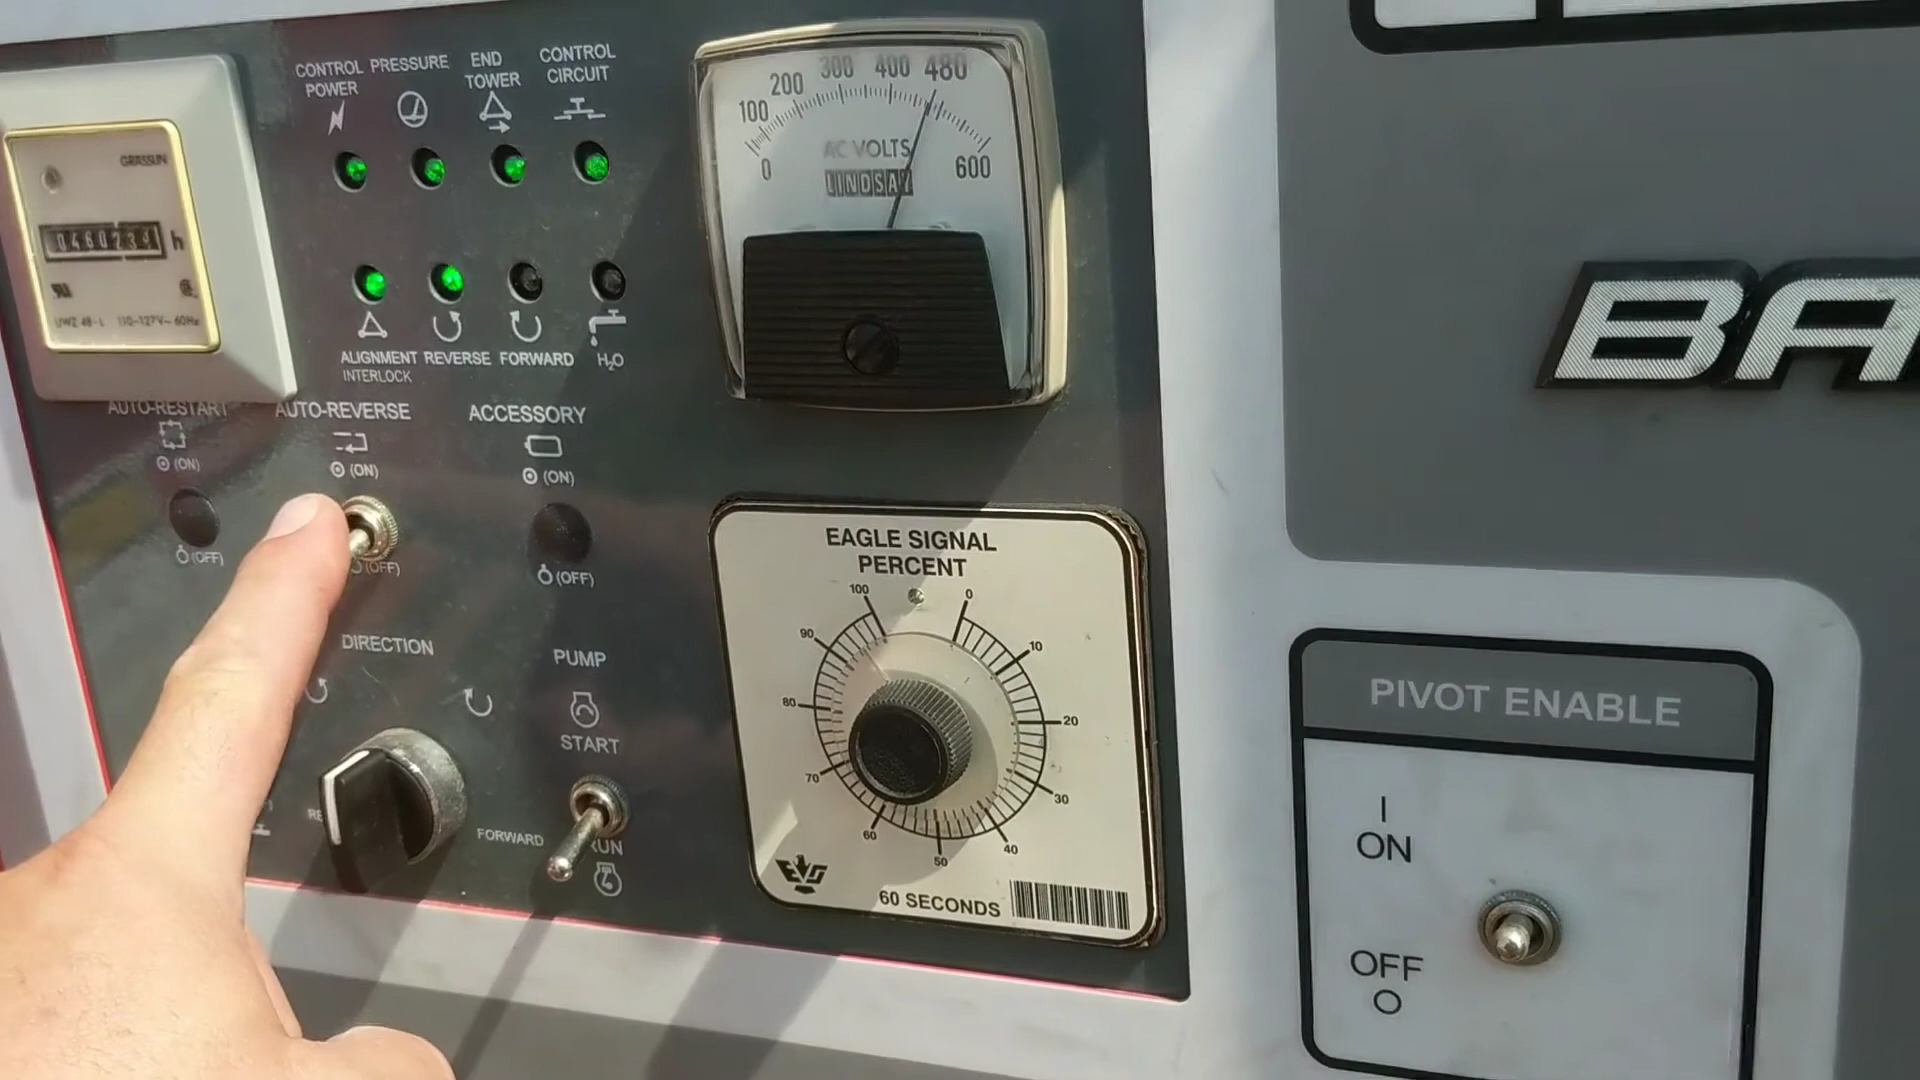 CONTROL
POWER
PRESSURE
END
TOWER
CONTROL
CIRCUIT
GRASSLIN
h
UWZ 48-L 110-127V~ 60Hz
ALIGNMENT
INTERLOCK
REVERSE
FORWARD
H₂O
100
200
300
400
480
0
600
AC VOLTS
LINDSAY
AUTO-RESTART
(ON)
(OFF)
AUTO-REVERSE
(ON)
(OFF)
ACCESSORY
(ON)
(OFF)
DIRECTION
RE
FORWARD
PUMP
START
RUN
EAGLE SIGNAL
PERCENT
100
0
90
10
80
20
70
30
60
40
50
60 SECONDS
BA
PIVOT ENABLE
I
ON
OFF
O